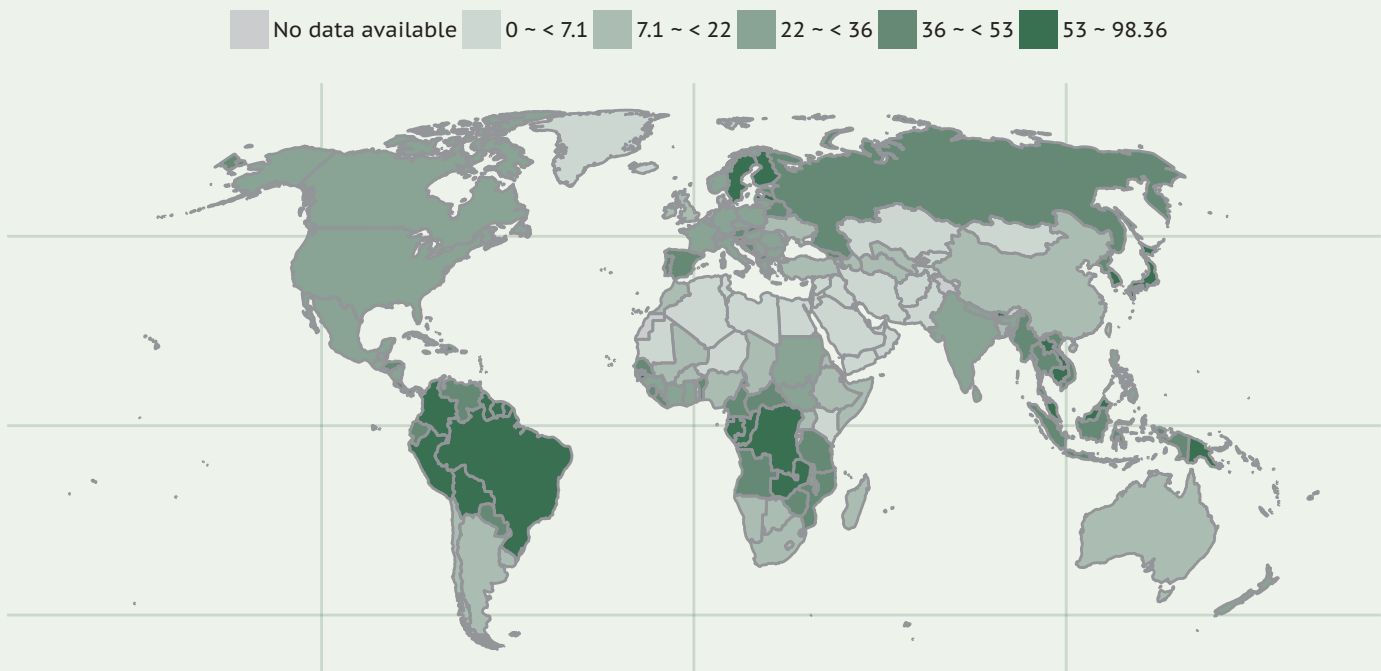 No data available 0 ~ < 7.1 7.1 ~ < 22 22 ~ < 36 36 ~ < 53 53 ~ 98.36